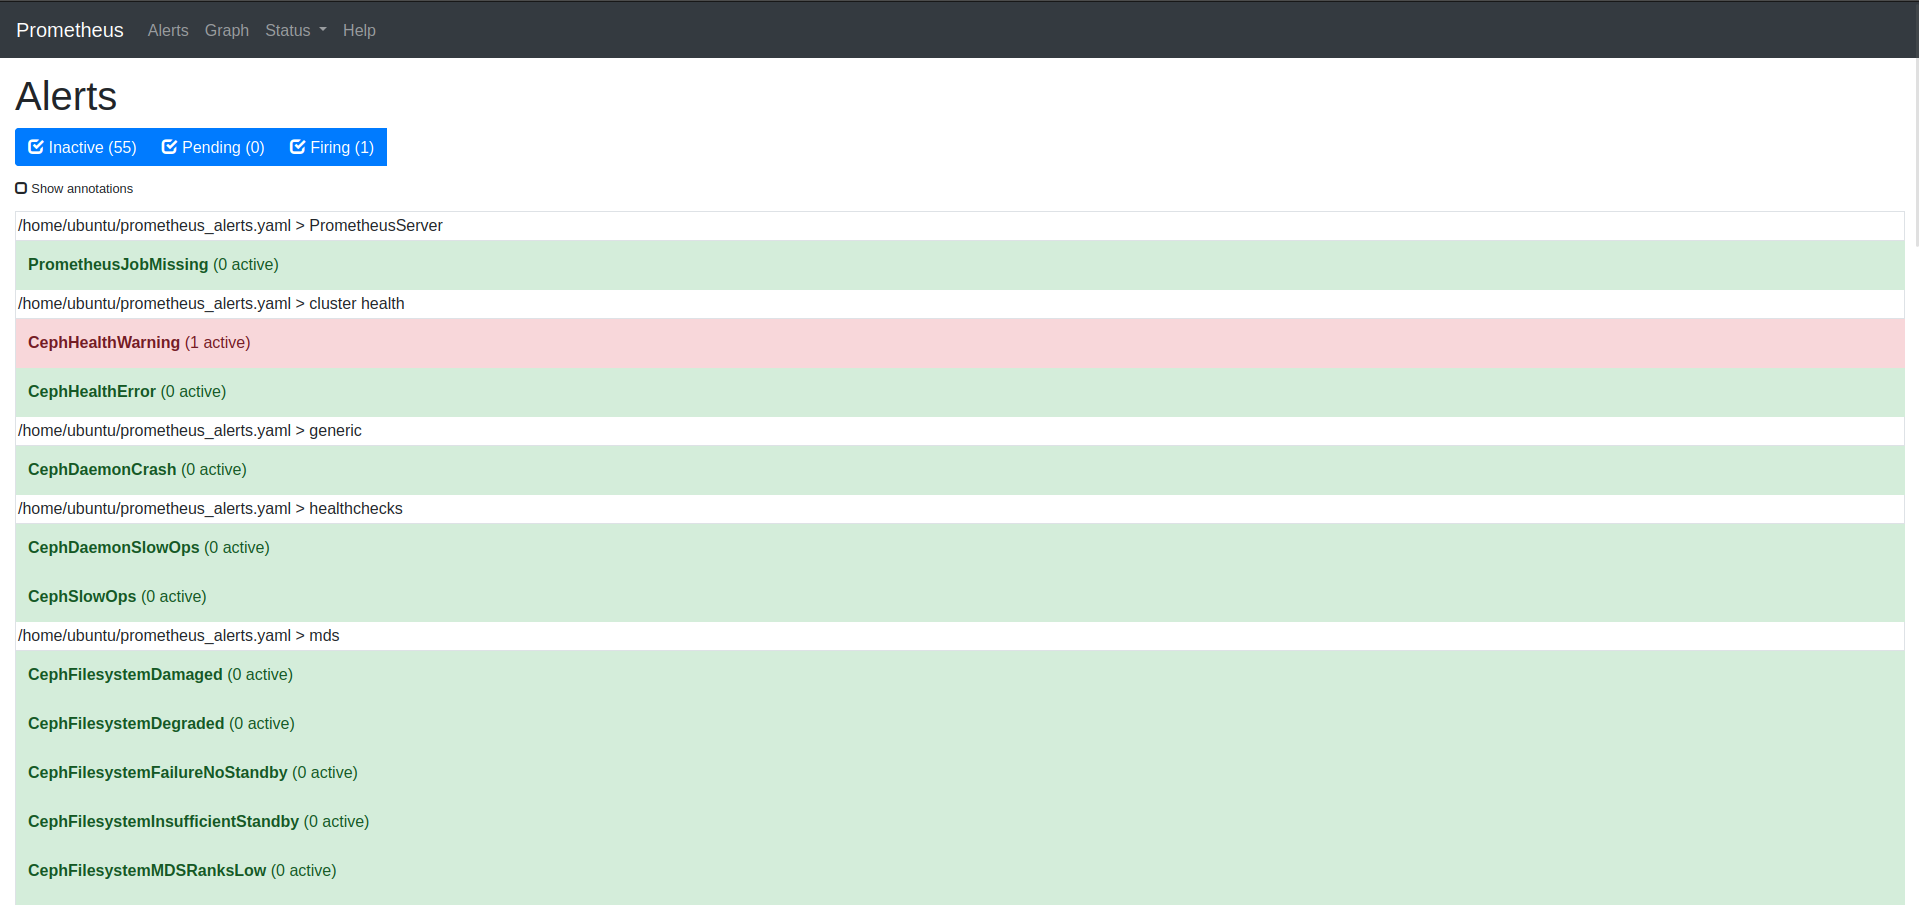 Prometheus Alerts Graph Status Help
Alerts
Inactive (55) Pending (0) Firing (1)
Show annotations
/home/ubuntu/prometheus_alerts.yaml > PrometheusServer
PrometheusJobMissing (0 active)
/home/ubuntu/prometheus_alerts.yaml > cluster health
CephHealthWarning (1 active)
CephHealthError (0 active)
/home/ubuntu/prometheus_alerts.yaml > generic
CephDaemonCrash (0 active)
/home/ubuntu/prometheus_alerts.yaml > healthchecks
CephDaemonSlowOps (0 active)
CephSlowOps (0 active)
/home/ubuntu/prometheus_alerts.yaml > mds
CephFilesystemDamaged (0 active)
CephFilesystemDegraded (0 active)
CephFilesystemFailureNoStandby (0 active)
CephFilesystemInsufficientStandby (0 active)
CephFilesystemMDSRanksLow (0 active)